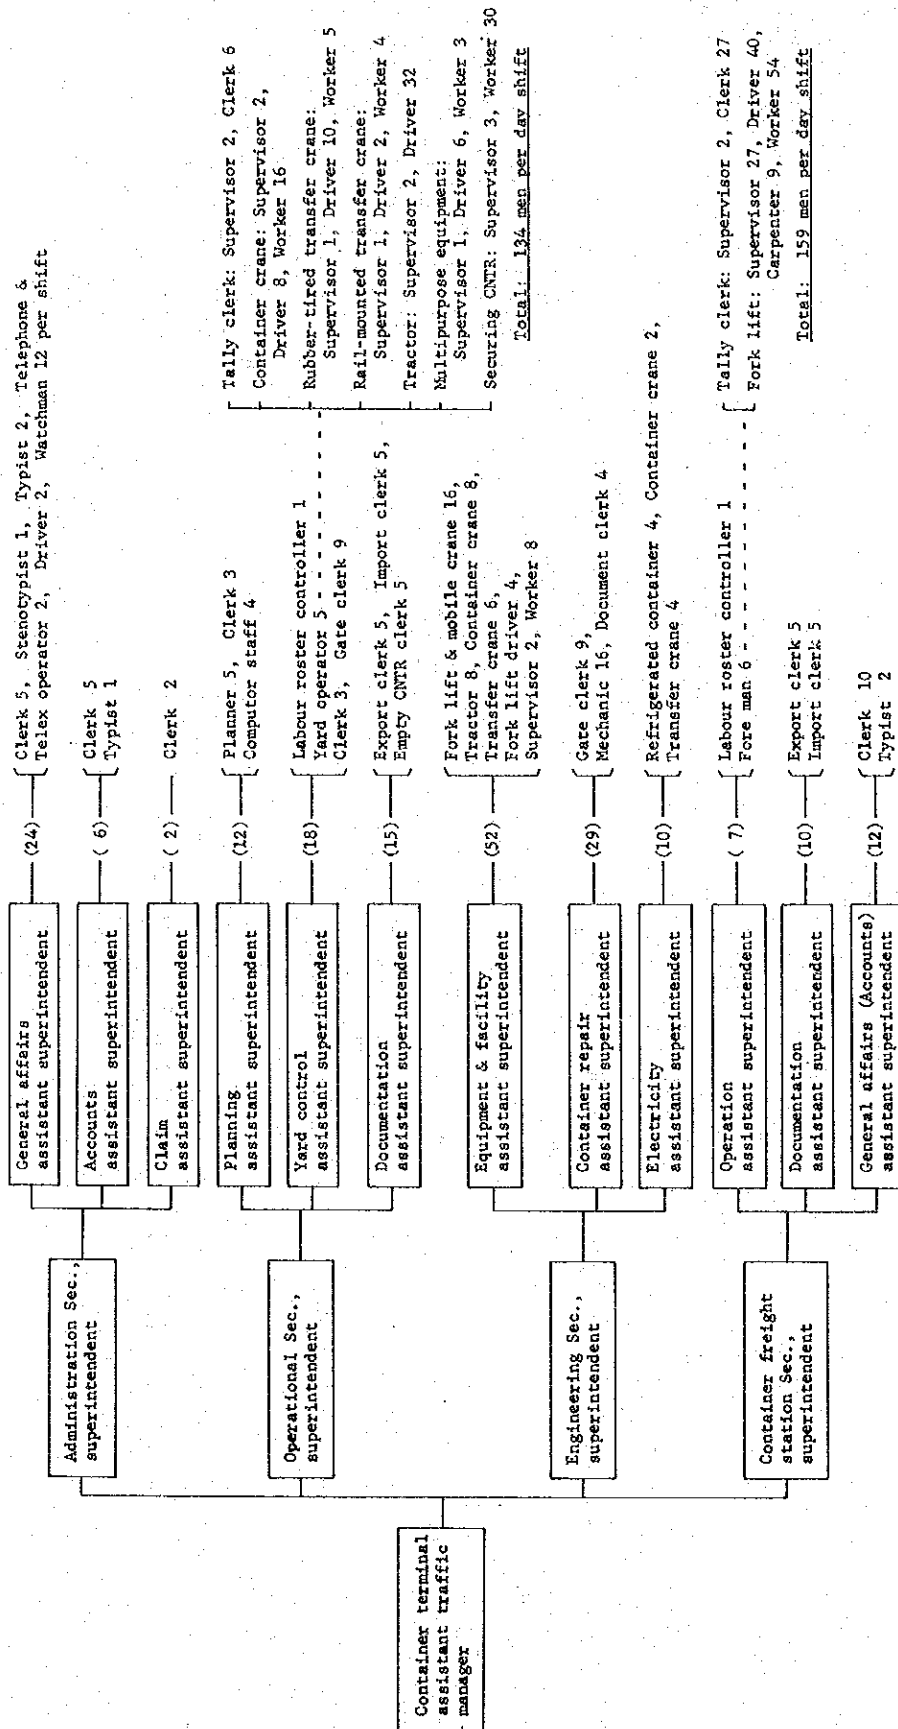 Container terminal
assistant traffic
manager
Administration Sec.,
superintendent
General affairs
assistant superintendent
(24)
Clerk 5, Stenotypist 1, Typist 2, Telephone &
Telex operator 2, Driver 2, Watchman 12 per shift
Accounts
assistant superintendent
( 6)
Clerk 5
Typist 1
Claim
assistant superintendent
( 2)
Clerk 2
Operational Sec.,
superintendent
Planning
assistant superintendent
(12)
Planner 5, Clerk 3
Computor staff 4
Yard control
assistant superintendent
(18)
Labour roster controller 1
Yard operator 5
Clerk 3, Gate clerk 9
Tally clerk: Supervisor 2, Clerk 6
Container crane: Supervisor 2,
Driver 8, Worker 16
Rubber-tired transfer crane:
Supervisor 1, Driver 10, Worker 5
Rail-mounted transfer crane:
Supervisor 1, Driver 2, Worker 4
Tractor: Supervisor 2, Driver 32
Multipurpose equipment:
Supervisor 1, Driver 6, Worker 3
Securing CNTR: Supervisor 3, Worker 30
Total: 134 men per day shift
Documentation
assistant superintendent
(15)
Export clerk 5, Import clerk 5,
Empty CNTR clerk 5
Engineering Sec.,
superintendent
Equipment & facility
assistant superintendent
(52)
Fork lift & mobile crane 16,
Tractor 8, Container crane 8,
Transfer crane 6,
Fork lift driver 4,
Supervisor 2, Worker 8
Container repair
assistant superintendent
(29)
Gate clerk 9,
Mechanic 16, Document clerk 4
Electricity
assistant superintendent
(10)
Refrigerated container 4, Container crane 2,
Transfer crane 4
Container freight
station Sec.,
superintendent
Operation
assistant superintendent
( 7)
Labour roster controller 1
Fore man 6
Tally clerk: Supervisor 2, Clerk 27
Fork lift: Supervisor 27, Driver 40,
Carpenter 9, Worker 54
Total: 159 men per day shift
Documentation
assistant superintendent
(10)
Export clerk 5
Import clerk 5
General affairs (Accounts)
assistant superintendent
(12)
Clerk 10
Typist 2